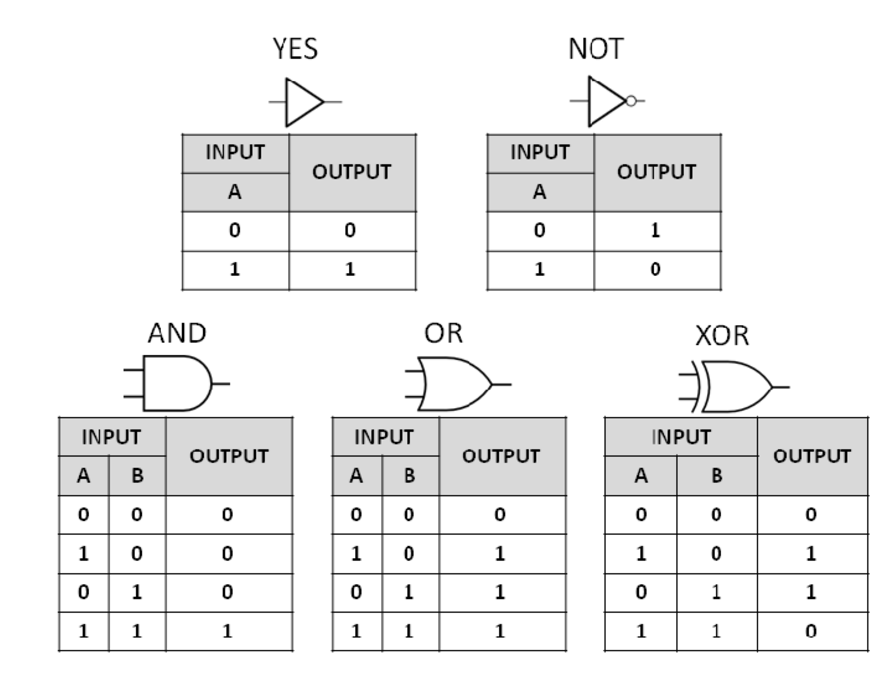 YES NOT
INPUT OUTPUT INPUT OUTPUT
A A
0 0 0 1
1 1 1 0
AND OR XOR
INPUT OUTPUT INPUT OUTPUT INPUT OUTPUT
A B A B A B
0 0 0 0 0 0 0 0 0
1 0 0 1 0 1 1 0 1
0 1 0 0 1 1 0 1 1
1 1 1 1 1 1 1 1 0